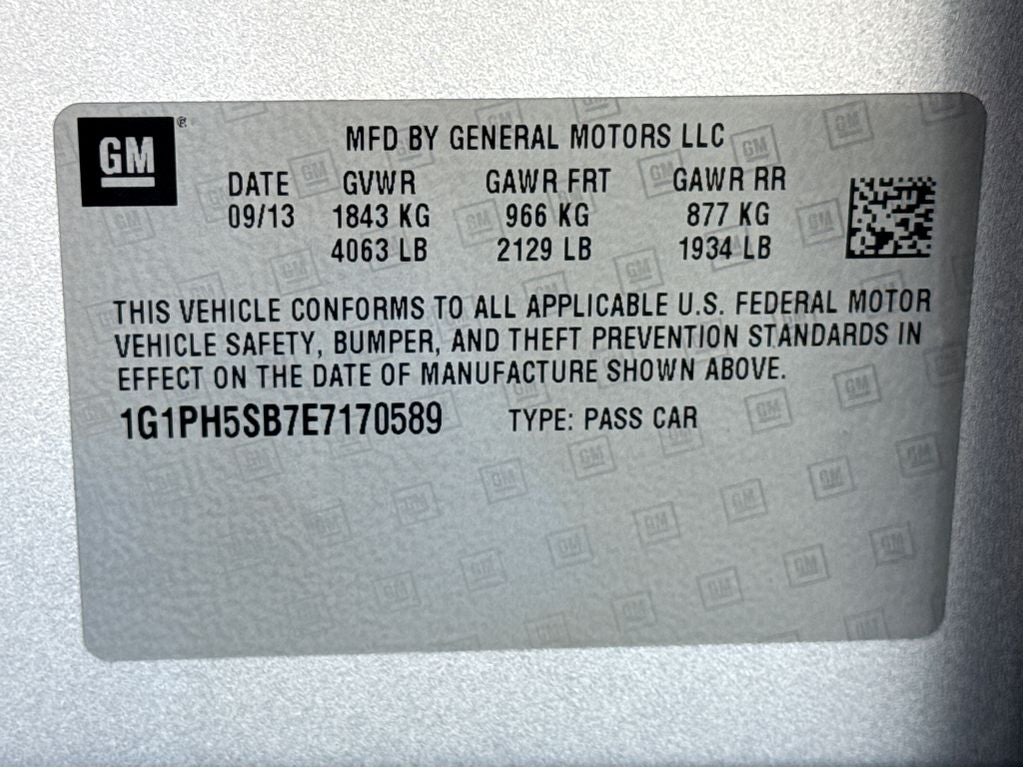 GM ®
MFD BY GENERAL MOTORS LLC
DATE GVWR GAWR FRT GAWR RR
09/13 1843 KG 966 KG 877 KG
4063 LB 2129 LB 1934 LB
THIS VEHICLE CONFORMS TO ALL APPLICABLE U.S. FEDERAL MOTOR
VEHICLE SAFETY, BUMPER, AND THEFT PREVENTION STANDARDS IN
EFFECT ON THE DATE OF MANUFACTURE SHOWN ABOVE.
1G1PH5SB7E7170589 TYPE: PASS CAR